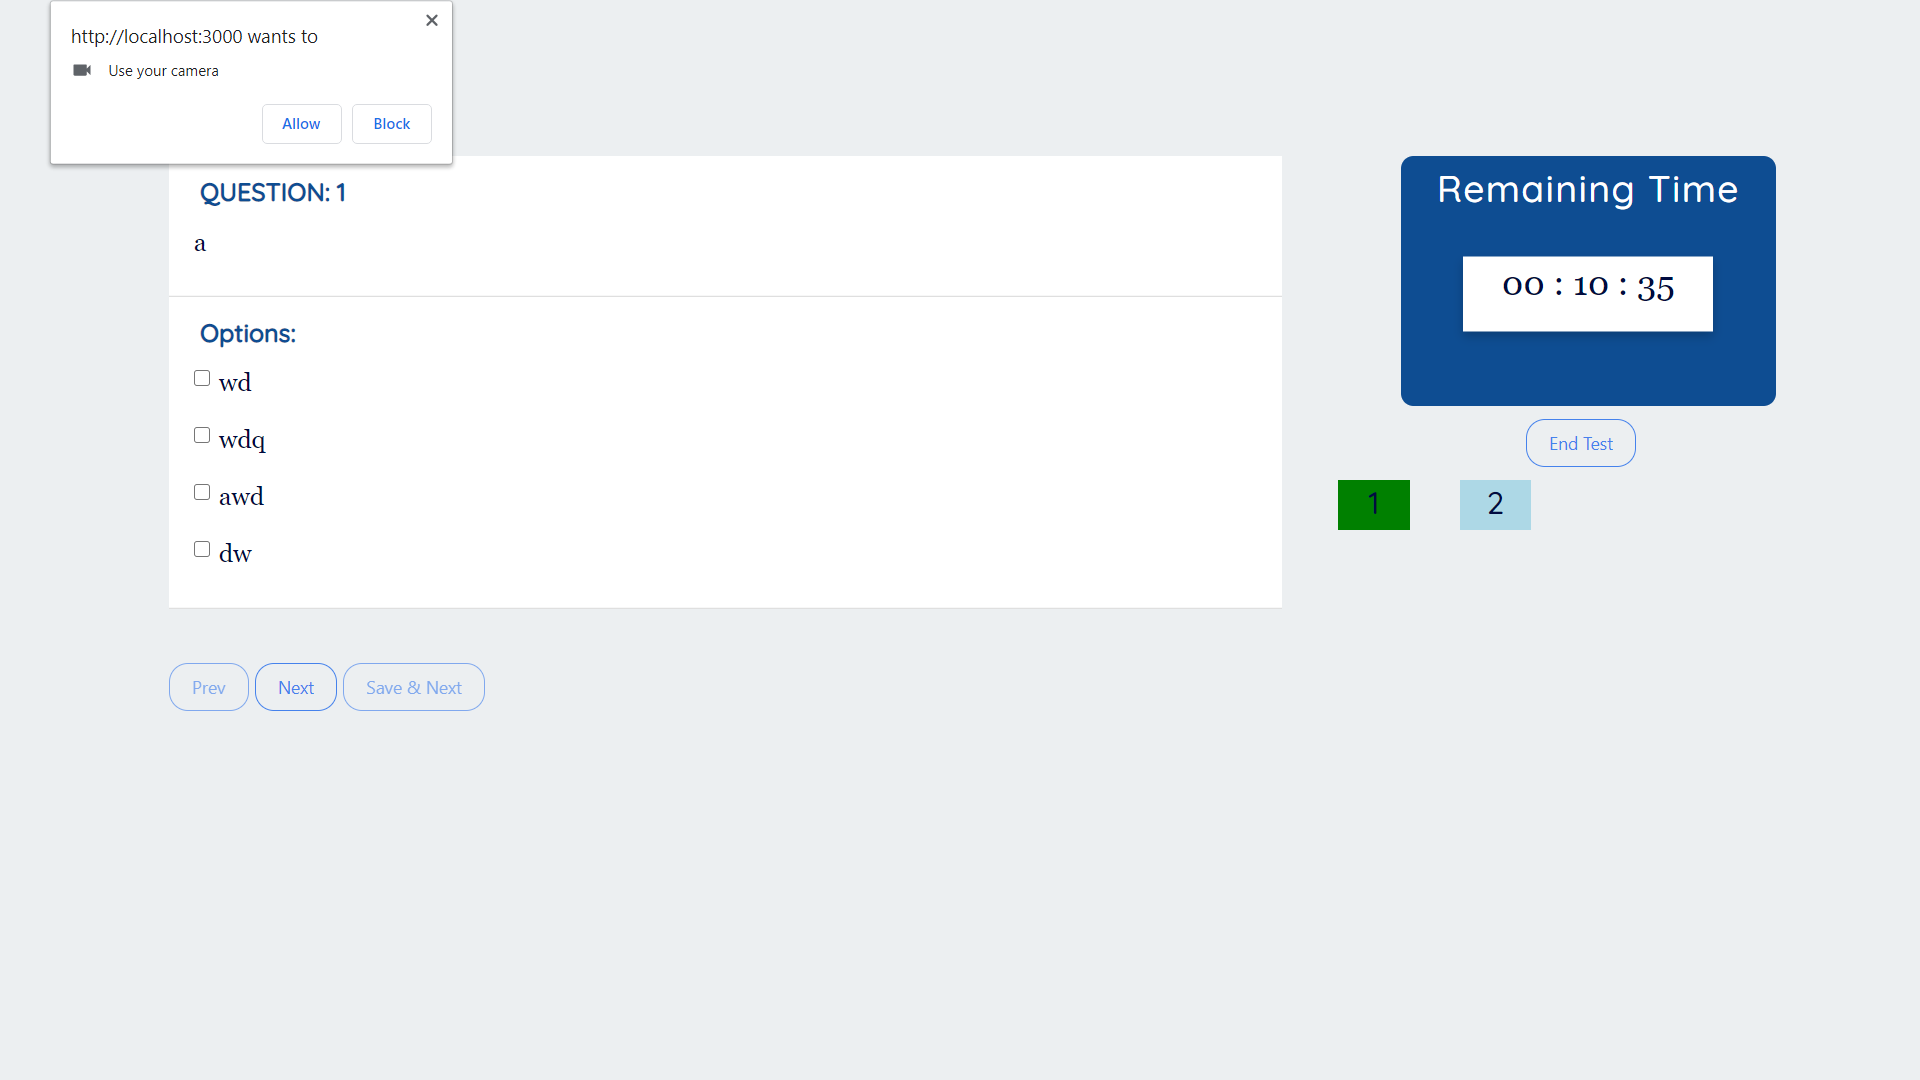 http://localhost:3000 wants to
Use your camera
Allow Block
QUESTION: 1
a
Options:
wd
wdq
awd
dw
Prev Next Save & Next
Remaining Time
00 : 10 : 35
End Test
1 2